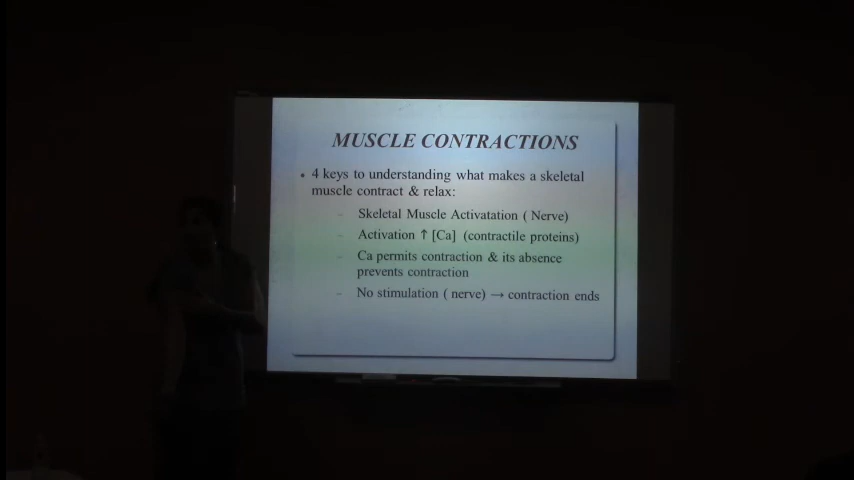 MUSCLE CONTRACTIONS
• 4 keys to understanding what makes a skeletal
muscle contract & relax:
– Skeletal Muscle Activatation ( Nerve)
– Activation ↑ [Ca] (contractile proteins)
– Ca permits contraction & its absence
prevents contraction
– No stimulation ( nerve) → contraction ends